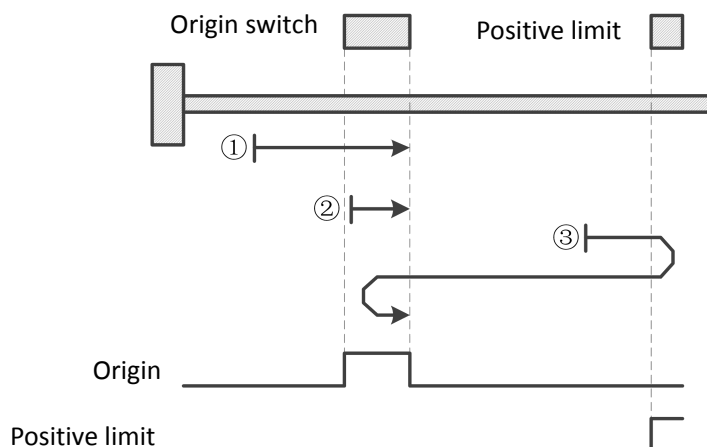 Origin switch
Positive limit
①
②
③
Origin
Positive limit